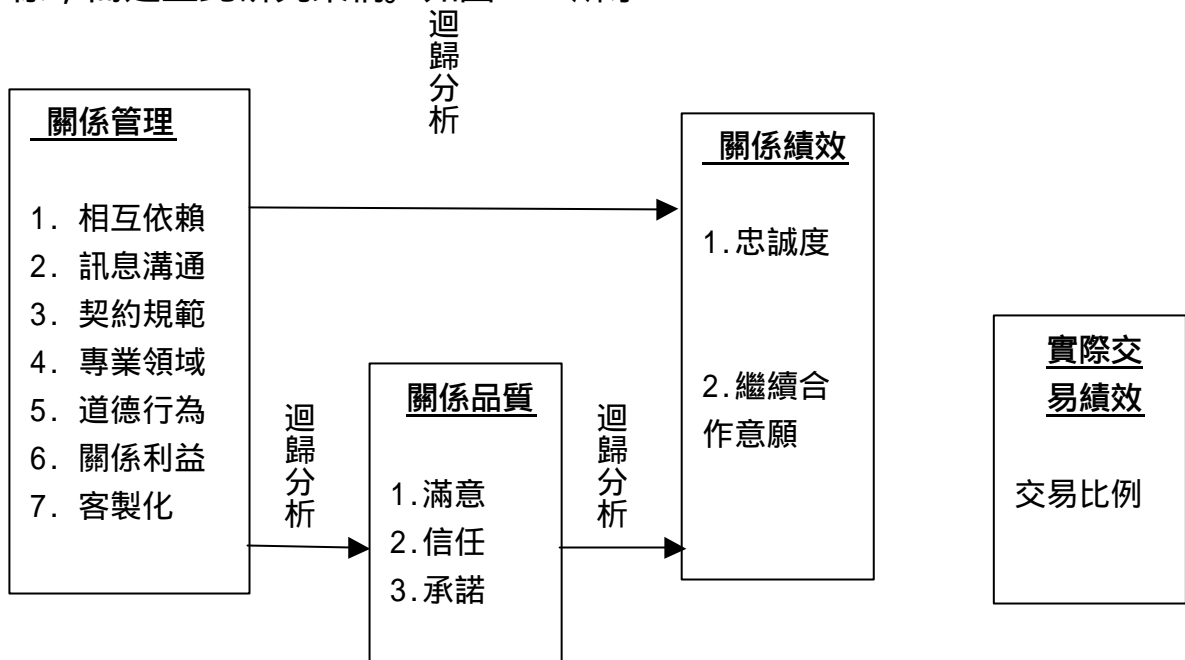 迴歸分析
關係管理
1. 相互依賴
2. 訊息溝通
3. 契約規範
4. 專業領域
5. 道德行為
6. 關係利益
7. 客製化
迴歸分析
關係品質
1.滿意
2.信任
3.承諾
迴歸分析
關係績效
1.忠誠度
2.繼續合
作意願
實際交
易績效
交易比例